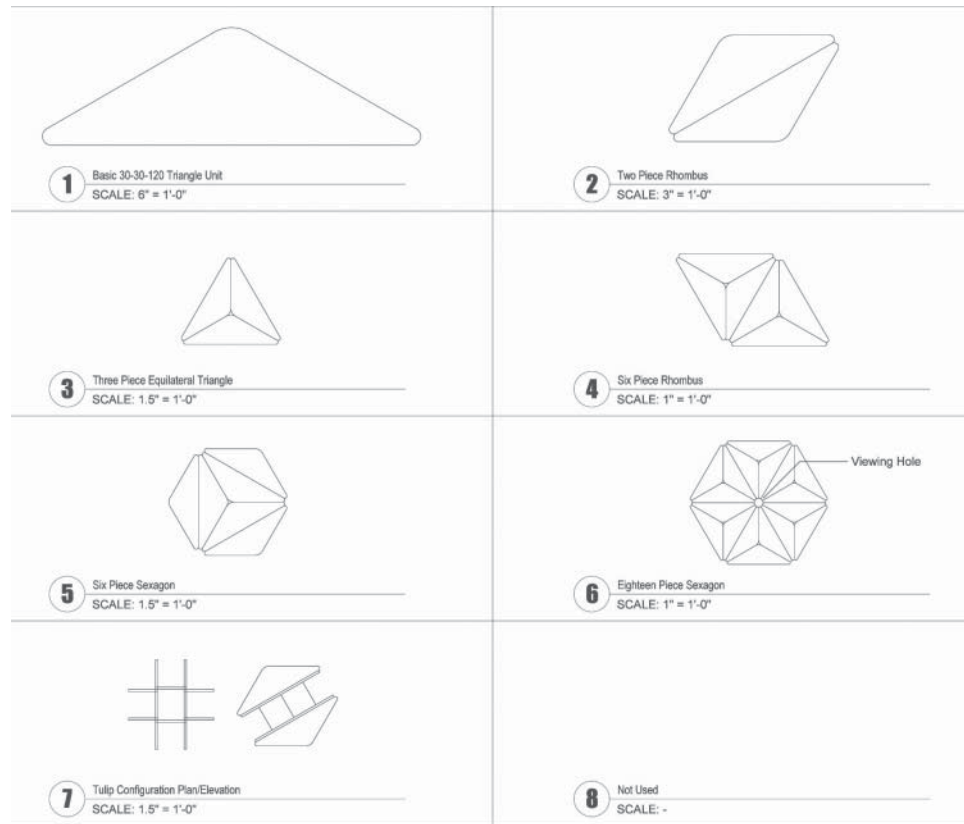 1
Basic 30-30-120 Triangle Unit
SCALE: 6" = 1'-0"
2
Two Piece Rhombus
SCALE: 3" = 1'-0"
3
Three Piece Equilateral Triangle
SCALE: 1.5" = 1'-0"
4
Six Piece Rhombus
SCALE: 1" = 1'-0"
5
Six Piece Sexagon
SCALE: 1.5" = 1'-0"
Viewing Hole
6
Eighteen Piece Sexagon
SCALE: 1" = 1'-0"
7
Tulip Configuration Plan/Elevation
SCALE: 1.5" = 1'-0"
8
Not Used
SCALE: -